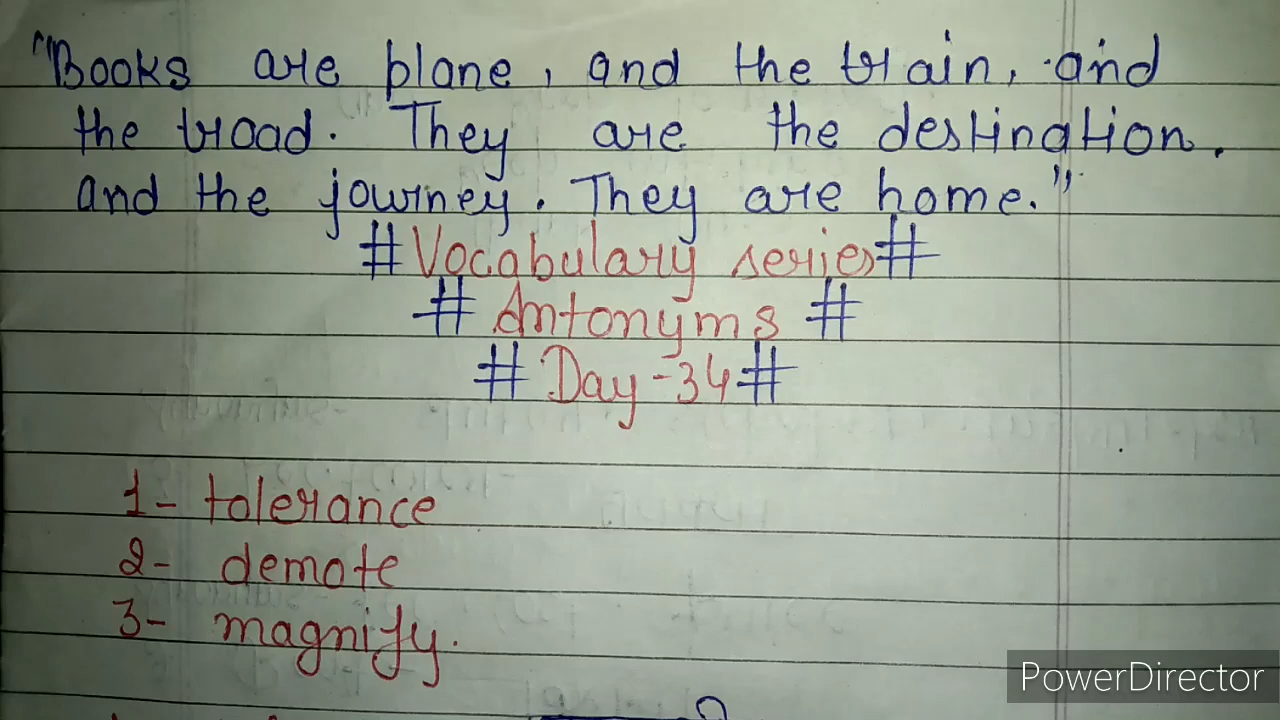 "Books are plane, and the train, and
the road. They are the destination.
and the journey. They are home."
#Vocabulary series#
# Antonyms #
# Day-34#
1- tolerance
2- demote
3- magnify.
PowerDirector